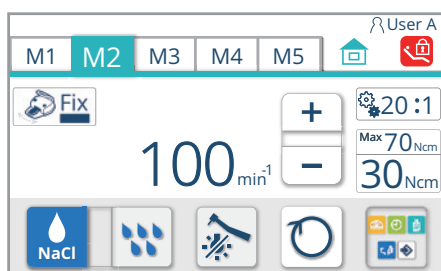 User A
M1 M2 M3 M4 M5
Fix
20:1
+
100 min-1
Max 70 Ncm
−
30 Ncm
NaCl